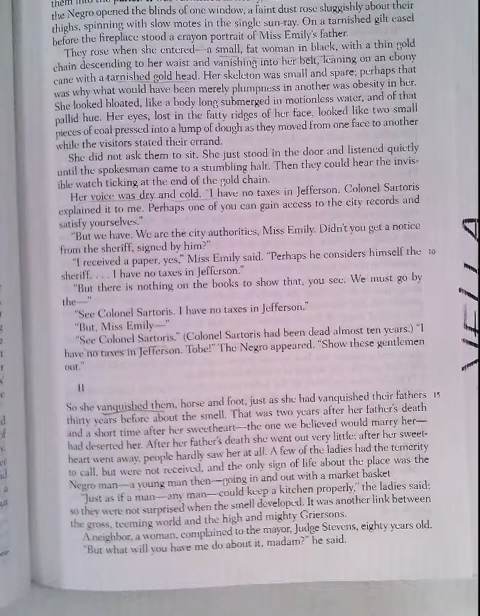 the Negro opened the blinds of one window, a faint dust rose sluggishly about their
thighs, spinning with slow motes in the single sun-ray. On a tarnished gilt easel
before the fireplace stood a crayon portrait of Miss Emily's father.
They rose when she entered—a small, fat woman in black, with a thin gold
chain descending to her waist and vanishing into her belt, leaning on an ebony
cane with a tarnished gold head. Her skeleton was small and spare; perhaps that
was why what would have been merely plumpness in another was obesity in her.
She looked bloated, like a body long submerged in motionless water, and of that
pallid hue. Her eyes, lost in the fatty ridges of her face, looked like two small
pieces of coal pressed into a lump of dough as they moved from one face to another
while the visitors stated their errand.
She did not ask them to sit. She just stood in the door and listened quietly
until the spokesman came to a stumbling halt. Then they could hear the invis-
ible watch ticking at the end of the gold chain.
Her voice was dry and cold. "I have no taxes in Jefferson. Colonel Sartoris
explained it to me. Perhaps one of you can gain access to the city records and
satisfy yourselves."
"But we have. We are the city authorities, Miss Emily. Didn't you get a notice
from the sheriff, signed by him?"
"I received a paper, yes," Miss Emily said. "Perhaps he considers himself the 10
sheriff. . . . I have no taxes in Jefferson."
"But there is nothing on the books to show that, you see. We must go by
the—"
"See Colonel Sartoris. I have no taxes in Jefferson."
"But, Miss Emily—"
"See Colonel Sartoris." (Colonel Sartoris had been dead almost ten years.) "I
have no taxes in Jefferson. Tobe!" The Negro appeared. "Show these gentlemen
out."
II
So she vanquished them, horse and foot, just as she had vanquished their fathers 15
thirty years before about the smell. That was two years after her father's death
and a short time after her sweetheart—the one we believed would marry her—
had deserted her. After her father's death she went out very little; after her sweet-
heart went away, people hardly saw her at all. A few of the ladies had the temerity
to call, but were not received, and the only sign of life about the place was the
Negro man—a young man then—going in and out with a market basket.
"Just as if a man—any man—could keep a kitchen properly," the ladies said;
so they were not surprised when the smell developed. It was another link between
the gross, teeming world and the high and mighty Griersons.
A neighbor, a woman, complained to the mayor, Judge Stevens, eighty years old.
"But what will you have me do about it, madam?" he said.